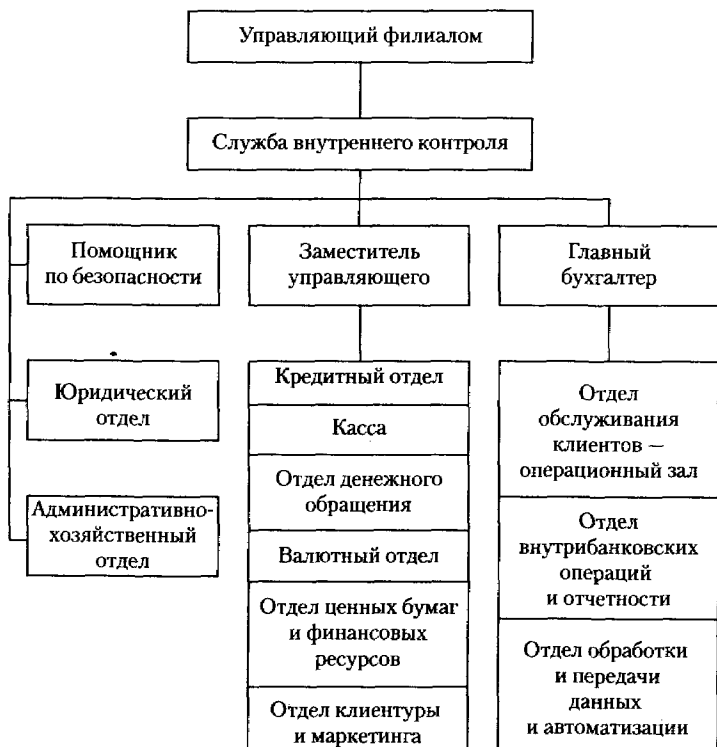 Управляющий филиалом
Служба внутреннего контроля
Помощник
по безопасности
Заместитель
управляющего
Главный
бухгалтер
Юридический
отдел
Административно-
хозяйственный
отдел
Кредитный отдел
Касса
Отдел денежного
обращения
Валютный отдел
Отдел ценных бумаг
и финансовых
ресурсов
Отдел клиентуры
и маркетинга
Отдел
обслуживания
клиентов –
операционный зал
Отдел
внутрибанковских
операций
и отчетности
Отдел обработки
и передачи
данных
и автоматизации